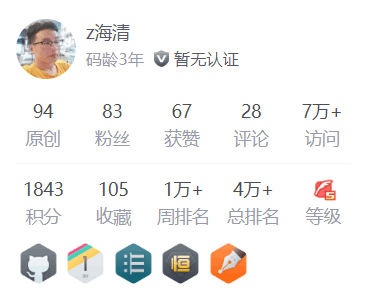 z海清
码龄3年 暂无认证
94 83 67 28 7万+
原创 粉丝 获赞 评论 访问
1843 105 1万+ 4万+ 5
积分 收藏 周排名 总排名 等级
恒